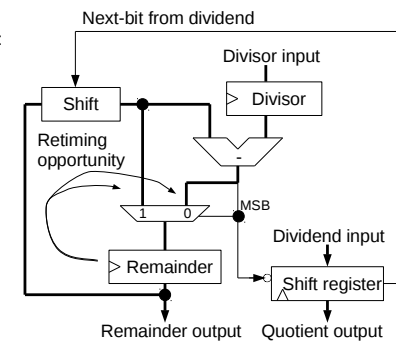 Next-bit from dividend
Divisor input
Shift
Divisor
Retiming
opportunity
-
1 0
MSB
Dividend input
Remainder
Shift register
Remainder output
Quotient output